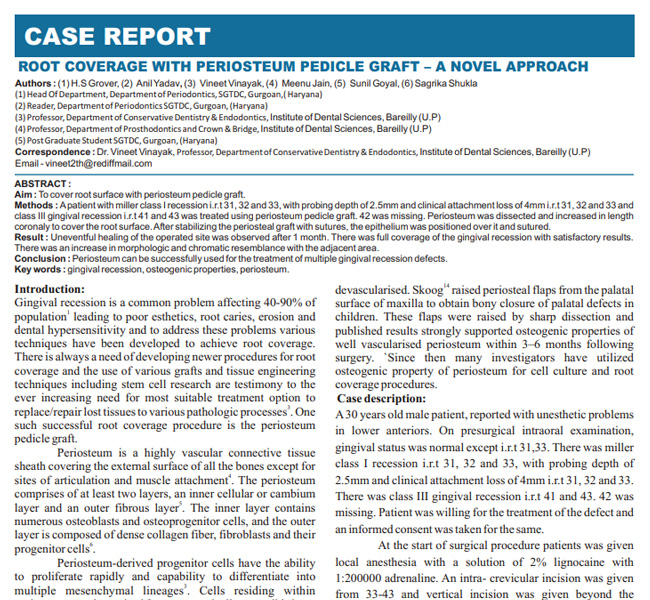 CASE REPORT
ROOT COVERAGE WITH PERIOSTEUM PEDICLE GRAFT – A NOVEL APPROACH
Authors : (1) H.S Grover, (2) Anil Yadav, (3) Vineet Vinayak, (4) Meenu Jain, (5) Sunil Goyal, (6) Sagrika Shukla
(1) Head Of Department, Department of Periodontics, SGTDC, Gurgoan,( Haryana)
(2) Reader, Department of Periodontics SGTDC, Gurgoan, (Haryana)
(3) Professor, Department of Conservative Dentistry & Endodontics, Institute of Dental Sciences, Bareilly (U.P)
(4) Professor, Department of Prosthodontics and Crown & Bridge, Institute of Dental Sciences, Bareilly (U.P)
(5) Post Graduate Student SGTDC, Gurgoan, (Haryana)
Correspondence : Dr. Vineet Vinayak, Professor, Department of Conservative Dentistry & Endodontics, Institute of Dental Sciences, Bareilly (U.P)
Email - vineet2th@rediffmail.com
ABSTRACT :
Aim : To cover root surface with periosteum pedicle graft.
Methods : A patient with miller class I recession i.r.t 31, 32 and 33, with probing depth of 2.5mm and clinical attachment loss of 4mm i.r.t 31, 32 and 33 and
class III gingival recession i.r.t 41 and 43 was treated using periosteum pedicle graft. 42 was missing. Periosteum was dissected and increased in length
coronaly to cover the root surface. After stabilizing the periosteal graft with sutures, the epithelium was positioned over it and sutured.
Result : Uneventful healing of the operated site was observed after 1 month. There was full coverage of the gingival recession with satisfactory results.
There was an increase in morphologic and chromatic resemblance with the adjacent area.
Conclusion : Periosteum can be successfully used for the treatment of multiple gingival recession defects.
Key words : gingival recession, osteogenic properties, periosteum.
Introduction:
Gingival recession is a common problem affecting 40-90% of
population1 leading to poor esthetics, root caries, erosion and
dental hypersensitivity and to address these problems various
techniques have been developed to achieve root coverage.
There is always a need of developing newer procedures for root
coverage and the use of various grafts and tissue engineering
techniques including stem cell research are testimony to the
ever increasing need for most suitable treatment option to
replace/repair lost tissues to various pathologic processes3. One
such successful root coverage procedure is the periosteum
pedicle graft.
Periosteum is a highly vascular connective tissue
sheath covering the external surface of all the bones except for
sites of articulation and muscle attachment4. The periosteum
comprises of at least two layers, an inner cellular or cambium
layer and an outer fibrous layer5. The inner layer contains
numerous osteoblasts and osteoprogenitor cells, and the outer
layer is composed of dense collagen fiber, fibroblasts and their
progenitor cells6.
Periosteum-derived progenitor cells have the ability
to proliferate rapidly and capability to differentiate into
multiple mesenchymal lineages3. Cells residing within
devascularised. Skoog14 raised periosteal flaps from the palatal
surface of maxilla to obtain bony closure of palatal defects in
children. These flaps were raised by sharp dissection and
published results strongly supported osteogenic properties of
well vascularised periosteum within 3–6 months following
surgery. `Since then many investigators have utilized
osteogenic property of periosteum for cell culture and root
coverage procedures.
Case description:
A 30 years old male patient, reported with unesthetic problems
in lower anteriors. On presurgical intraoral examination,
gingival status was normal except i.r.t 31,33. There was miller
class I recession i.r.t 31, 32 and 33, with probing depth of
2.5mm and clinical attachment loss of 4mm i.r.t 31, 32 and 33.
There was class III gingival recession i.r.t 41 and 43. 42 was
missing. Patient was willing for the treatment of the defect and
an informed consent was taken for the same.
At the start of surgical procedure patients was given
local anesthesia with a solution of 2% lignocaine with
1:200000 adrenaline. An intra- crevicular incision was given
from 33-43 and vertical incision was given beyond the